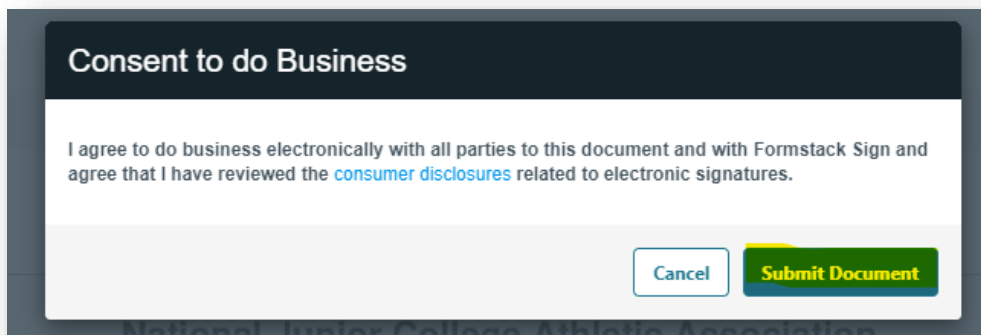 Consent to do Business
I agree to do business electronically with all parties to this document and with Formstack Sign and
agree that I have reviewed the consumer disclosures related to electronic signatures.
Cancel
Submit Document
National Junior College Athletic Association